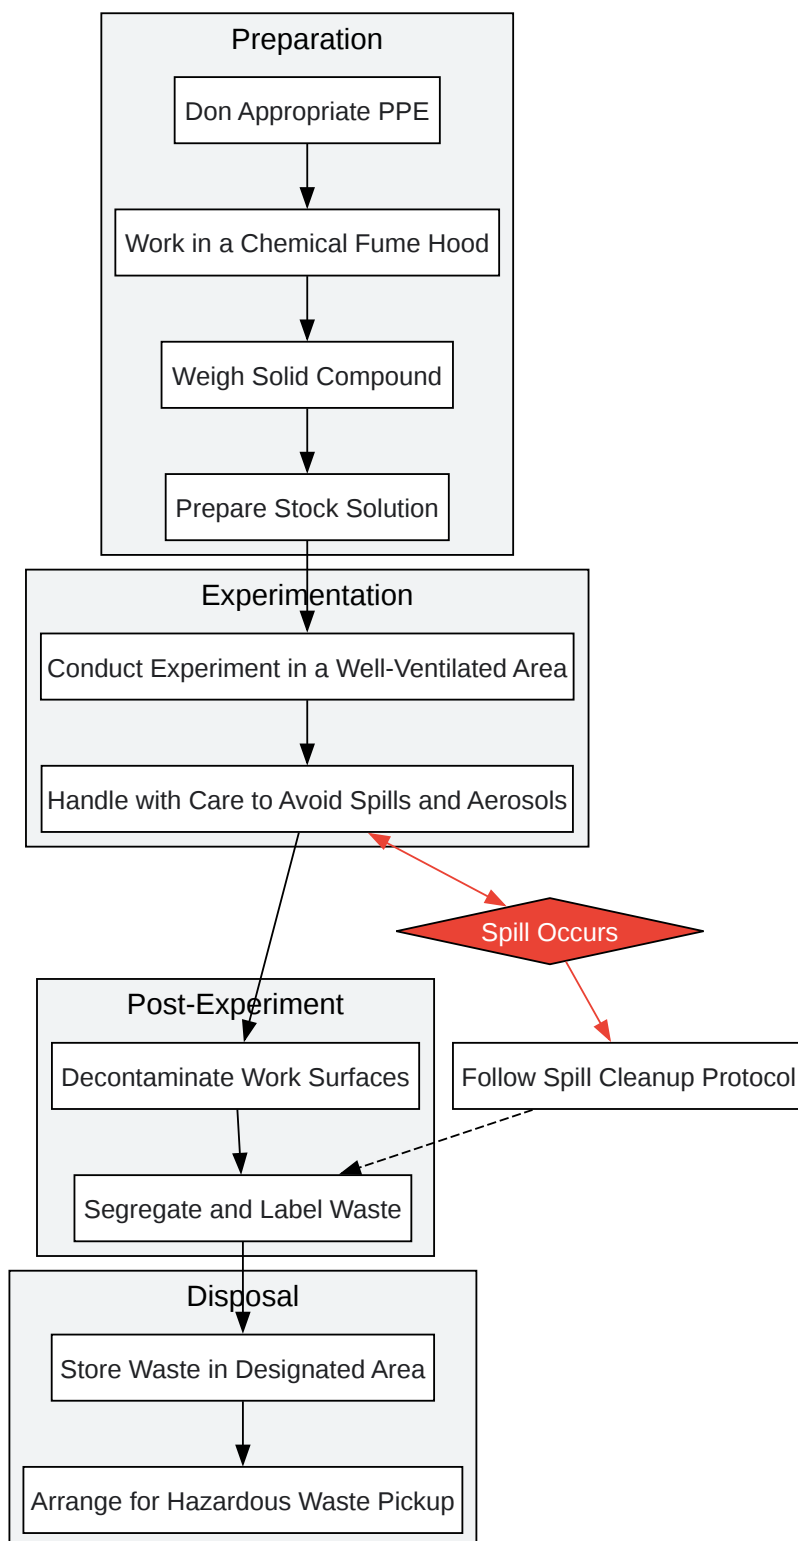 Preparation
Don Appropriate PPE
Work in a Chemical Fume Hood
Weigh Solid Compound
Prepare Stock Solution
Experimentation
Conduct Experiment in a Well-Ventilated Area
Handle with Care to Avoid Spills and Aerosols
Spill Occurs
Post-Experiment
Decontaminate Work Surfaces
Follow Spill Cleanup Protocol
Segregate and Label Waste
Disposal
Store Waste in Designated Area
Arrange for Hazardous Waste Pickup